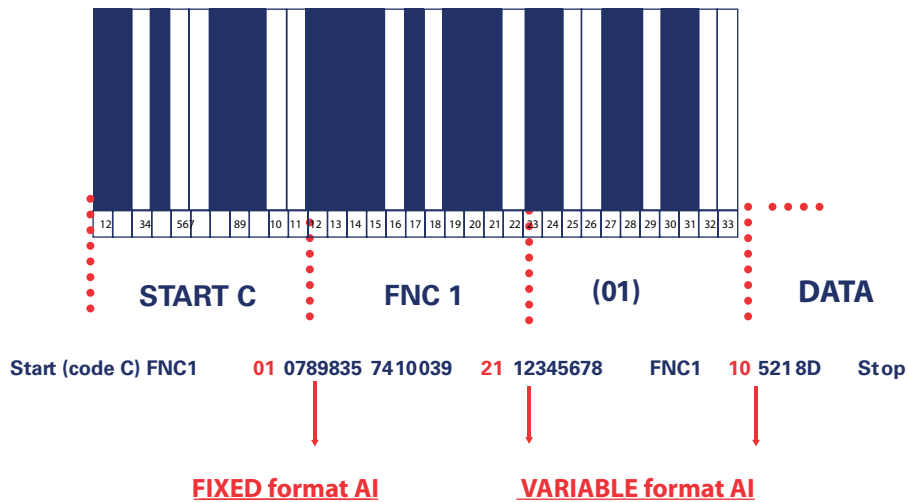 12 34 567 89 10 11 12 13 14 15 16 17 18 19 20 21 22 23 24 25 26 27 28 29 30 31 32 33
START C FNC 1 (01) DATA
Start (code C) FNC1 01 0789835 7410039 21 12345678 FNC1 10 5218D Stop
FIXED format AI VARIABLE format AI